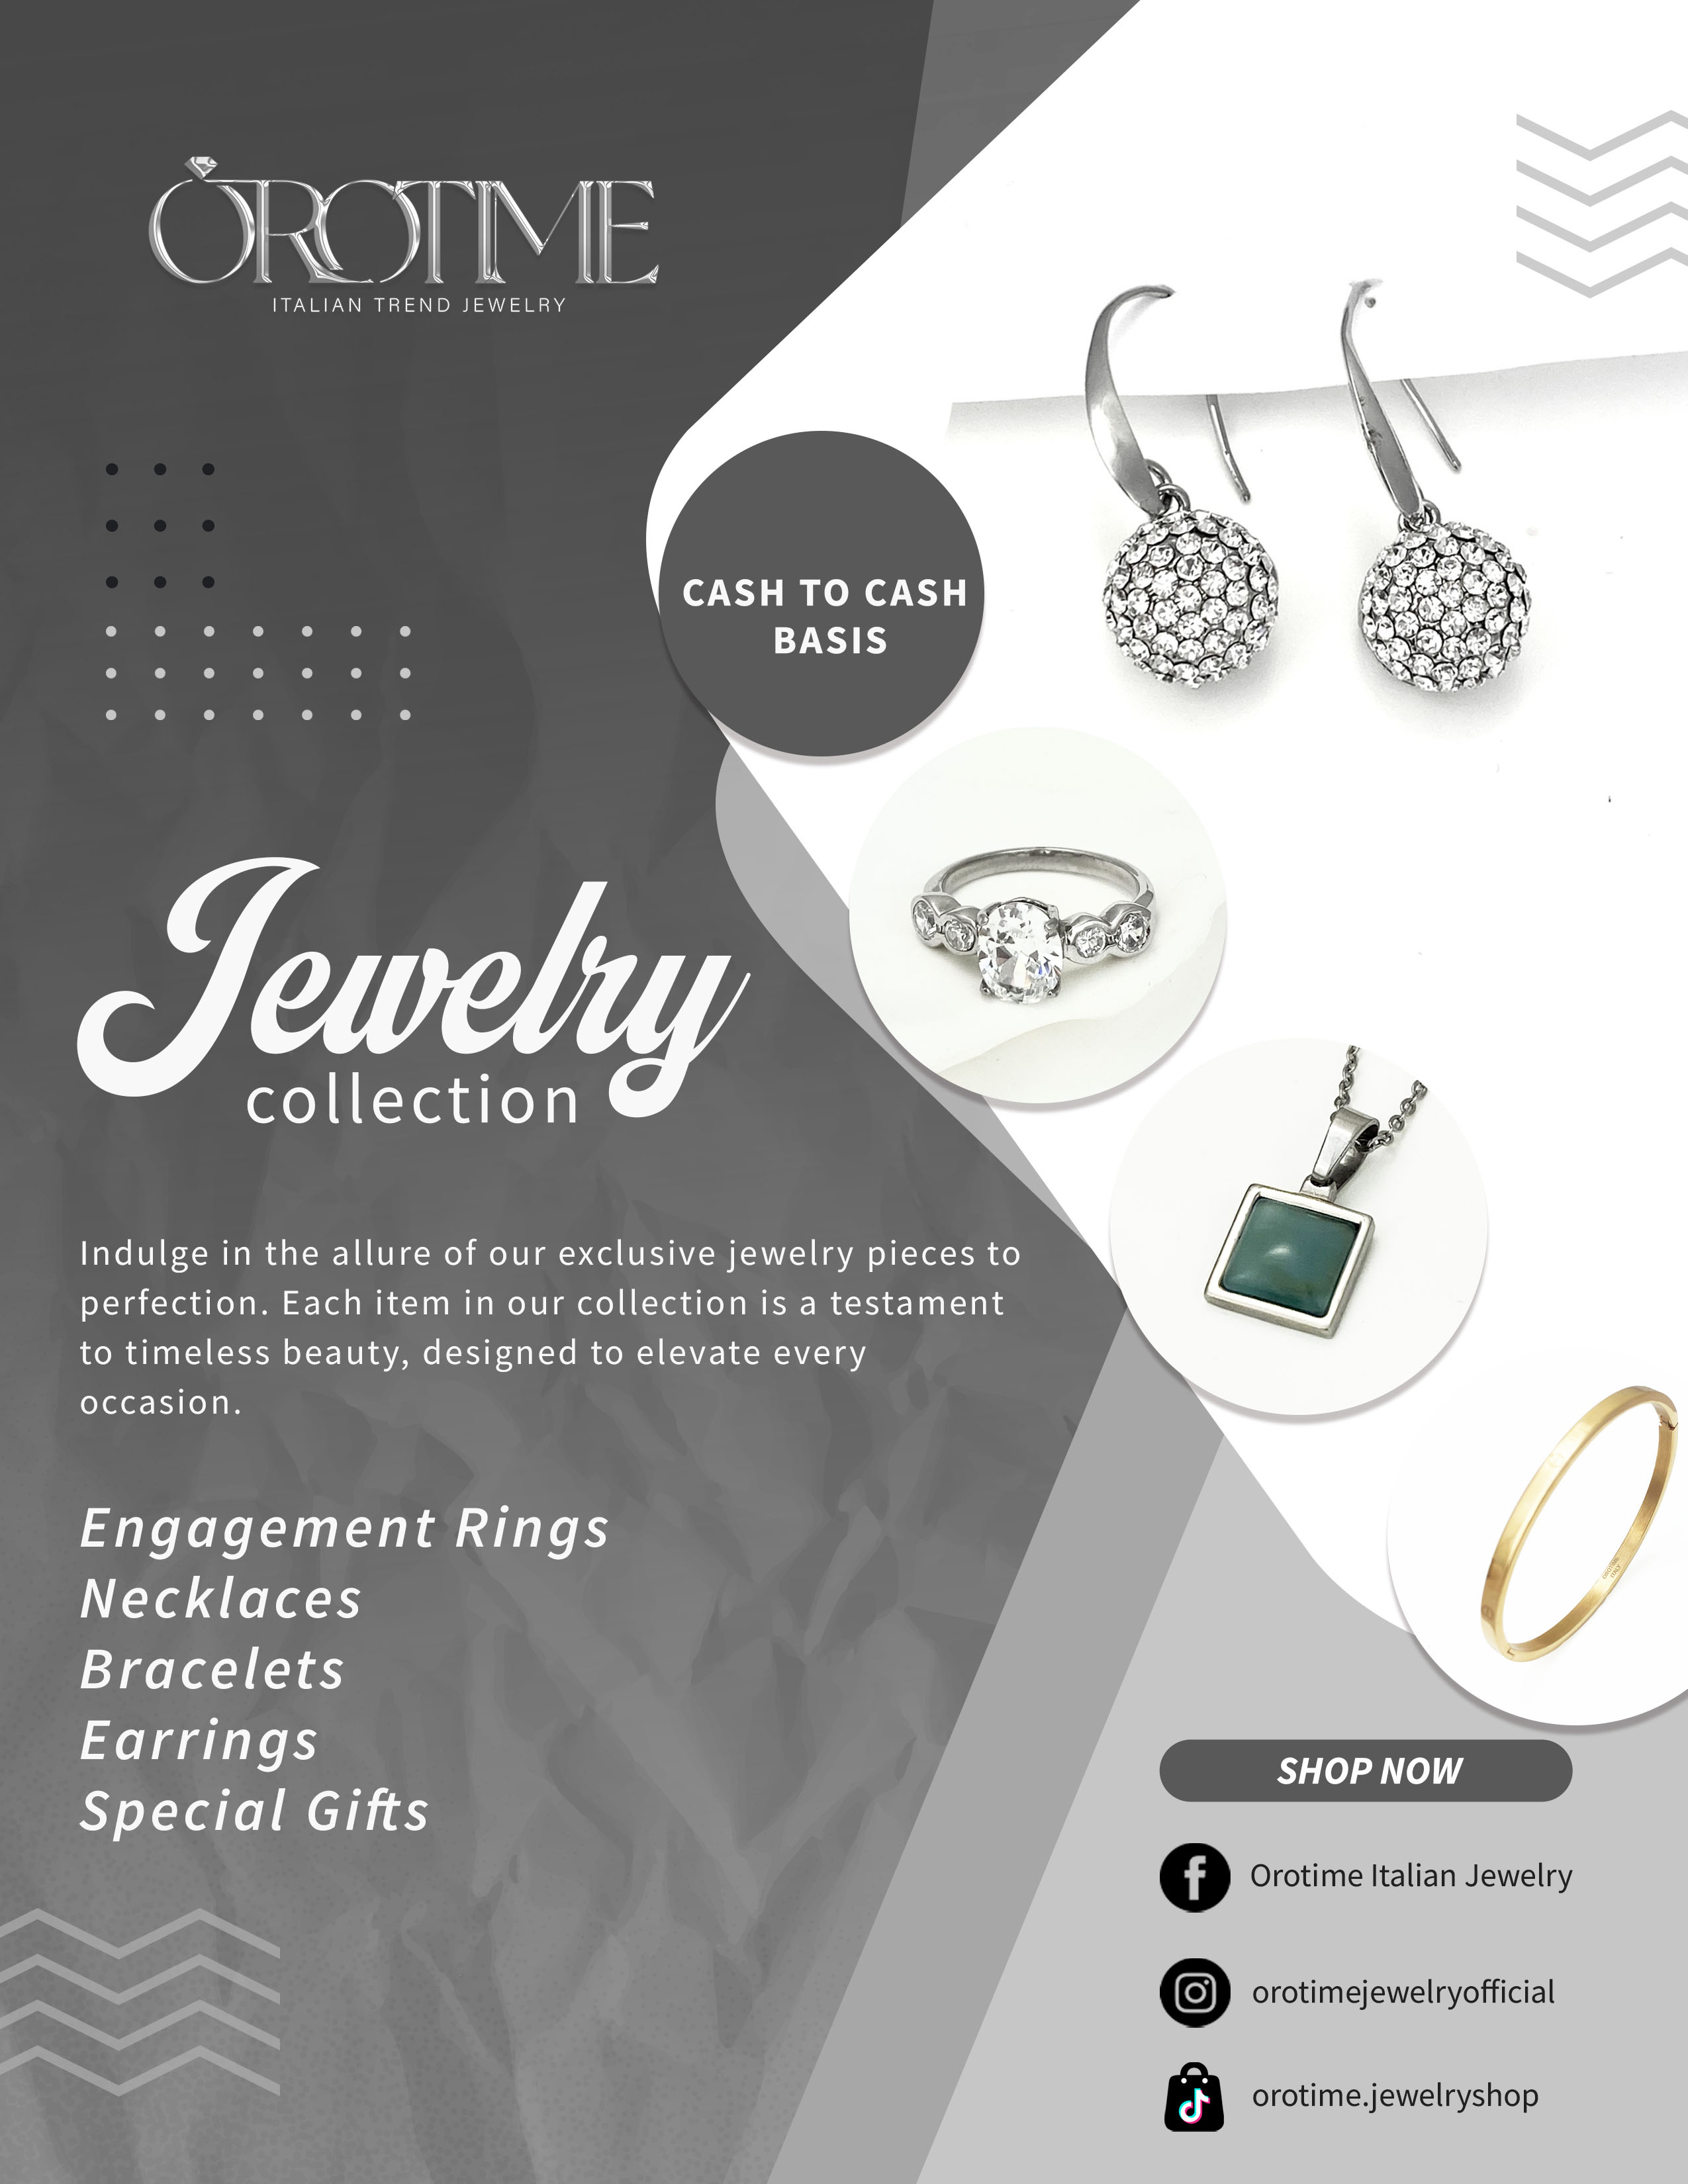 OROTIME
ITALIAN TREND JEWELRY
CASH TO CASH
BASIS
Jewelry
collection
Indulge in the allure of our exclusive jewelry pieces to
perfection. Each item in our collection is a testament
to timeless beauty, designed to elevate every
occasion.
Engagement Rings
Necklaces
Bracelets
Earrings
Special Gifts
SHOP NOW
Orotime Italian Jewelry
orotimejewelryofficial
orotime.jewelryshop